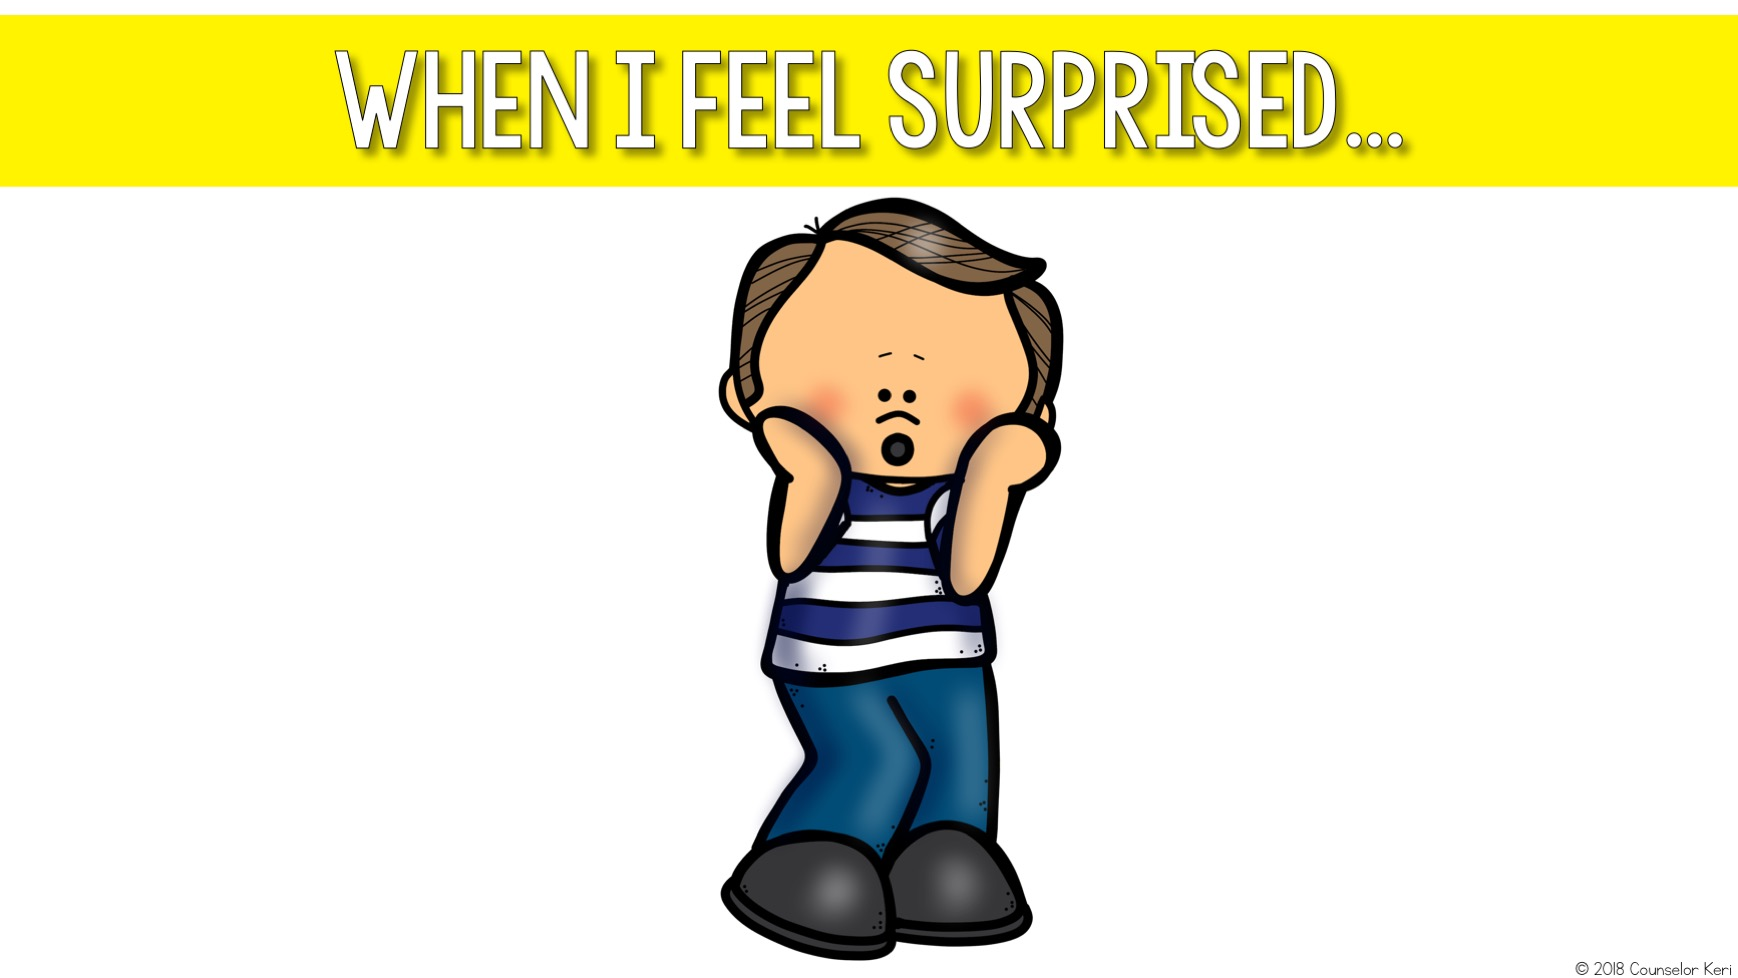 WHEN I FEEL SURPRISED...
© 2018 Counselor Keri